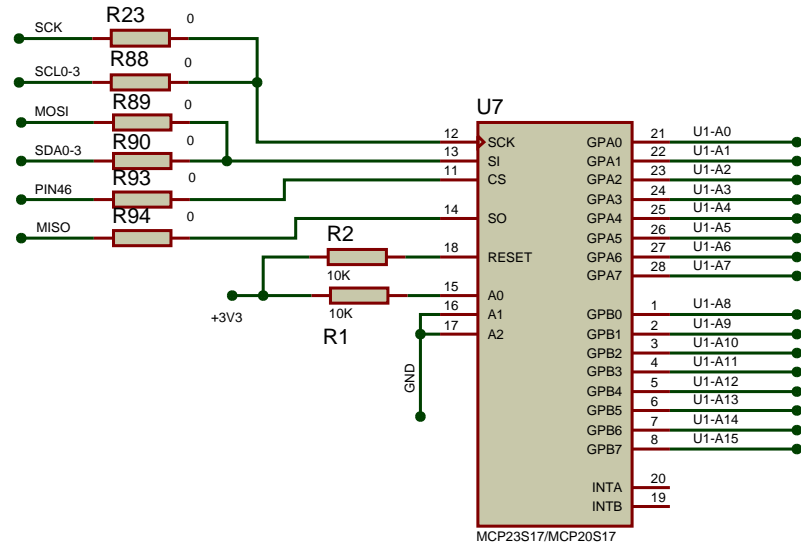 R23
0
SCK
R88
0
SCL0-3
R89
0
MOSI
R90
0
SDA0-3
R93
0
PIN46
R94
0
MISO
U7
12
SCK
GPA0
21
U1-A0
13
SI
GPA1
22
U1-A1
11
CS
GPA2
23
U1-A2
GPA3
24
U1-A3
14
SO
GPA4
25
U1-A4
GPA5
26
U1-A5
R2
10K
18
RESET
GPA6
27
U1-A6
GPA7
28
U1-A7
+3V3
10K
R1
15
A0
16
A1
GPB0
1
U1-A8
17
A2
GPB1
2
U1-A9
GPB2
3
U1-A10
GND
GPB3
4
U1-A11
GPB4
5
U1-A12
GPB5
6
U1-A13
GPB6
7
U1-A14
GPB7
8
U1-A15
INTA
20
INTB
19
MCP23S17/MCP20S17